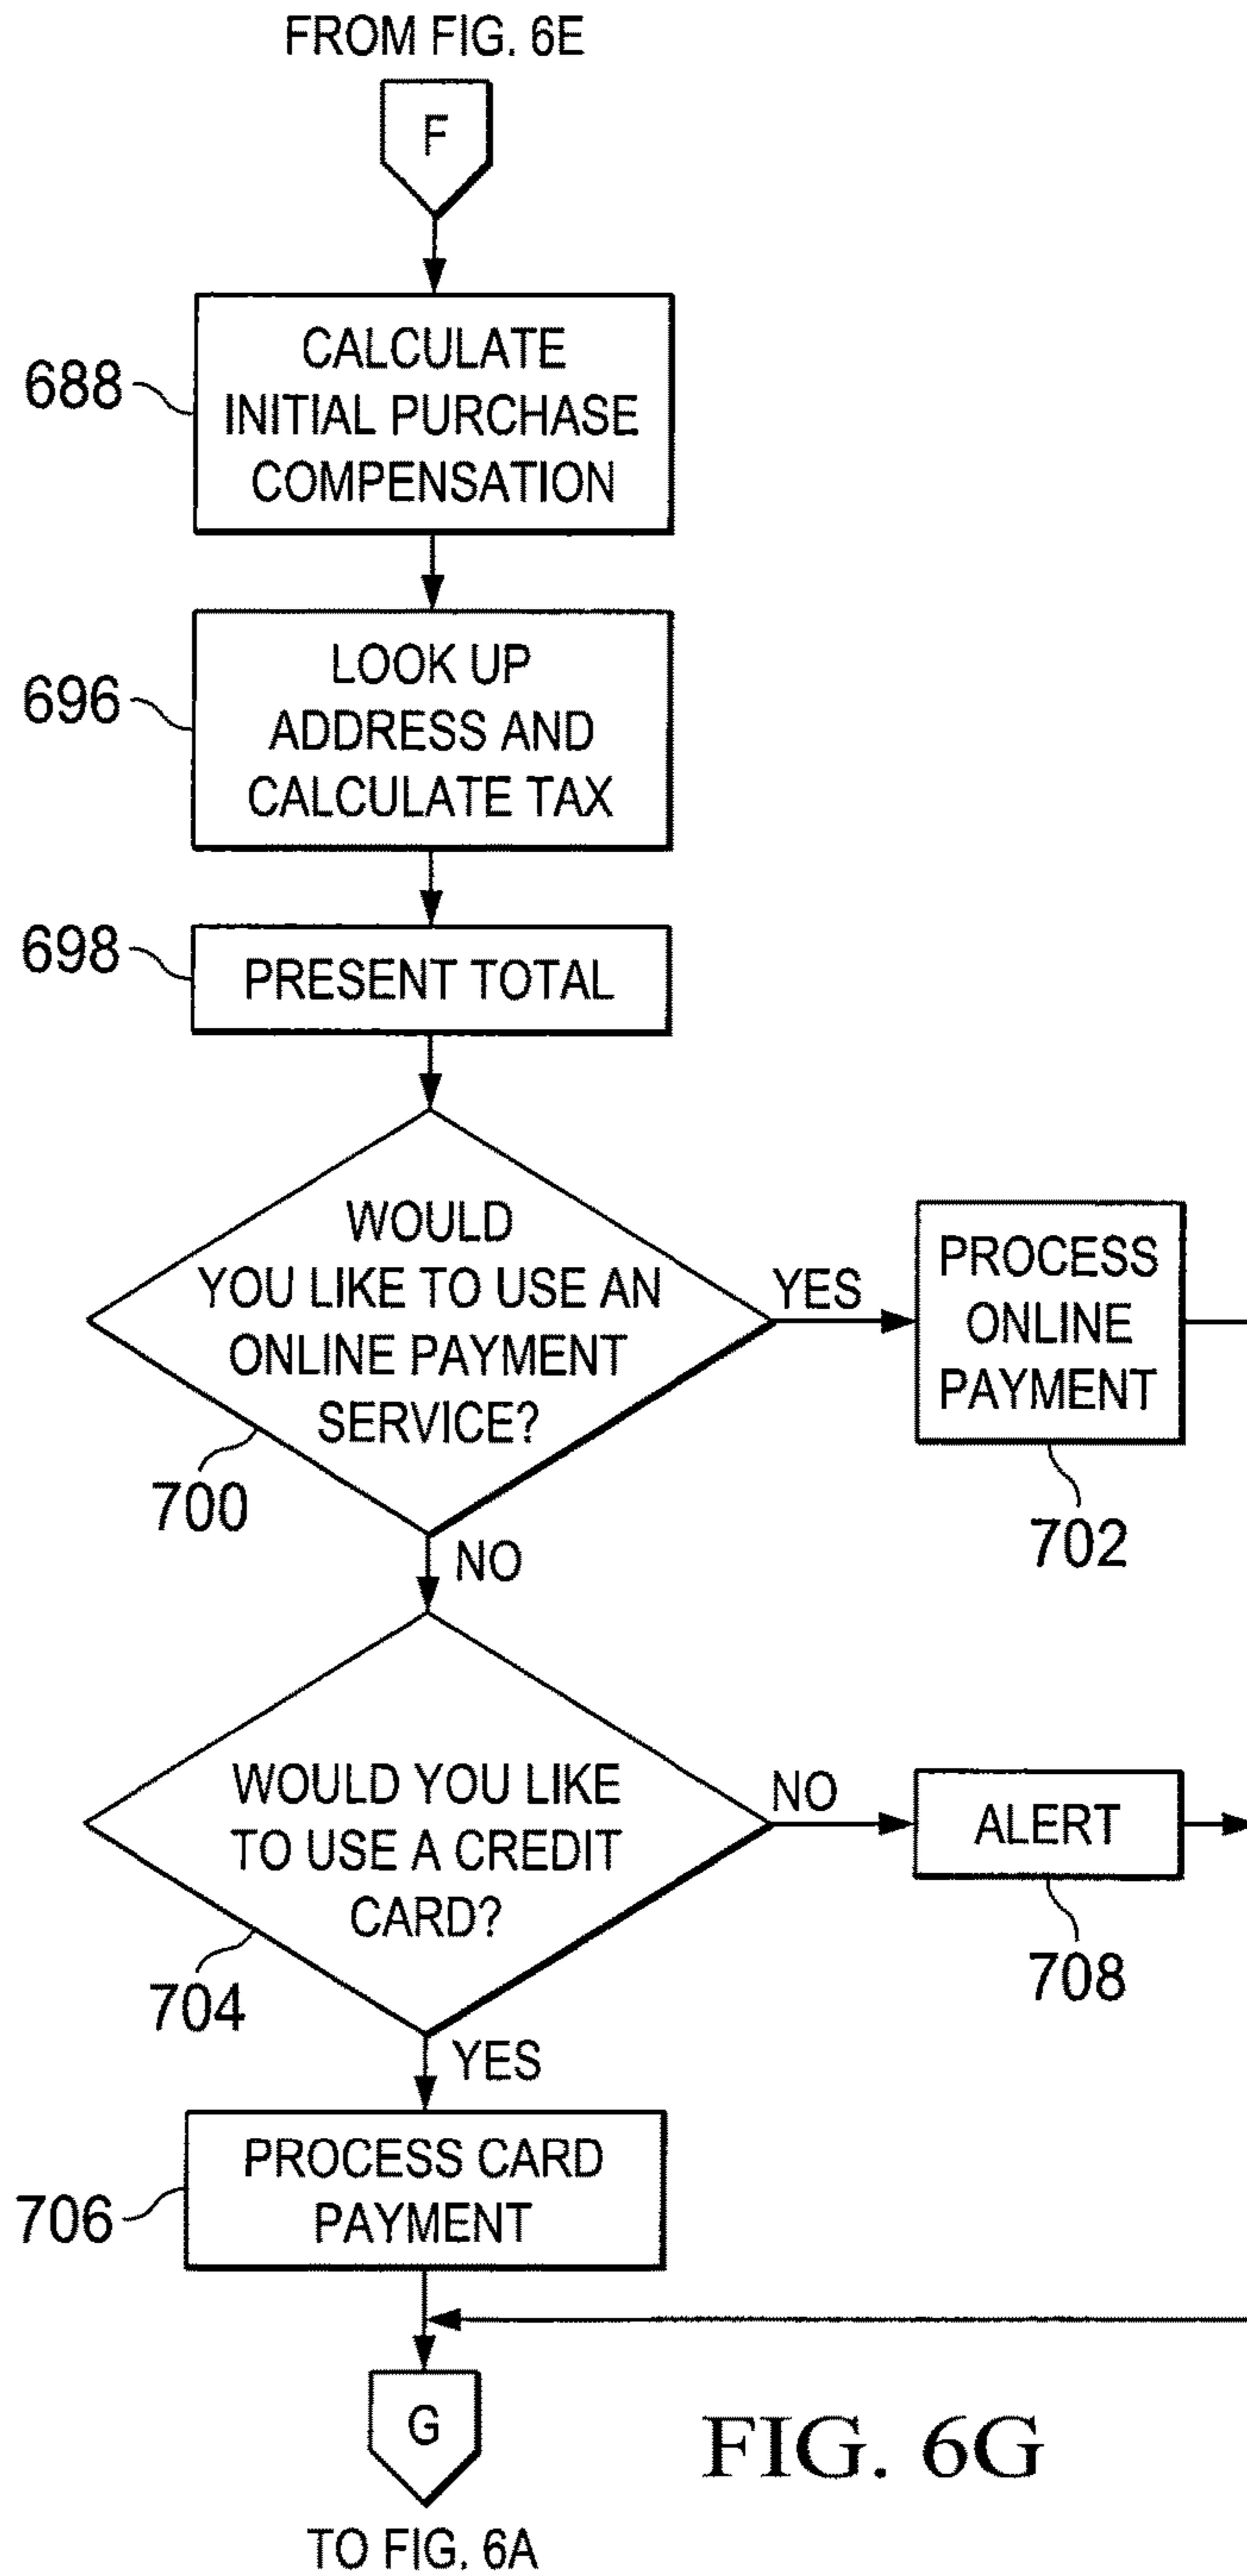 FROM FIG. 6E
F
688
CALCULATE
INITIAL PURCHASE
COMPENSATION
696
LOOK UP
ADDRESS AND
CALCULATE TAX
698
PRESENT TOTAL
WOULD
YOU LIKE TO USE AN
ONLINE PAYMENT
SERVICE?
700
YES
PROCESS
ONLINE
PAYMENT
702
NO
WOULD YOU LIKE
TO USE A CREDIT
CARD?
704
NO
ALERT
708
YES
706
PROCESS CARD
PAYMENT
G
TO FIG. 6A
FIG. 6G